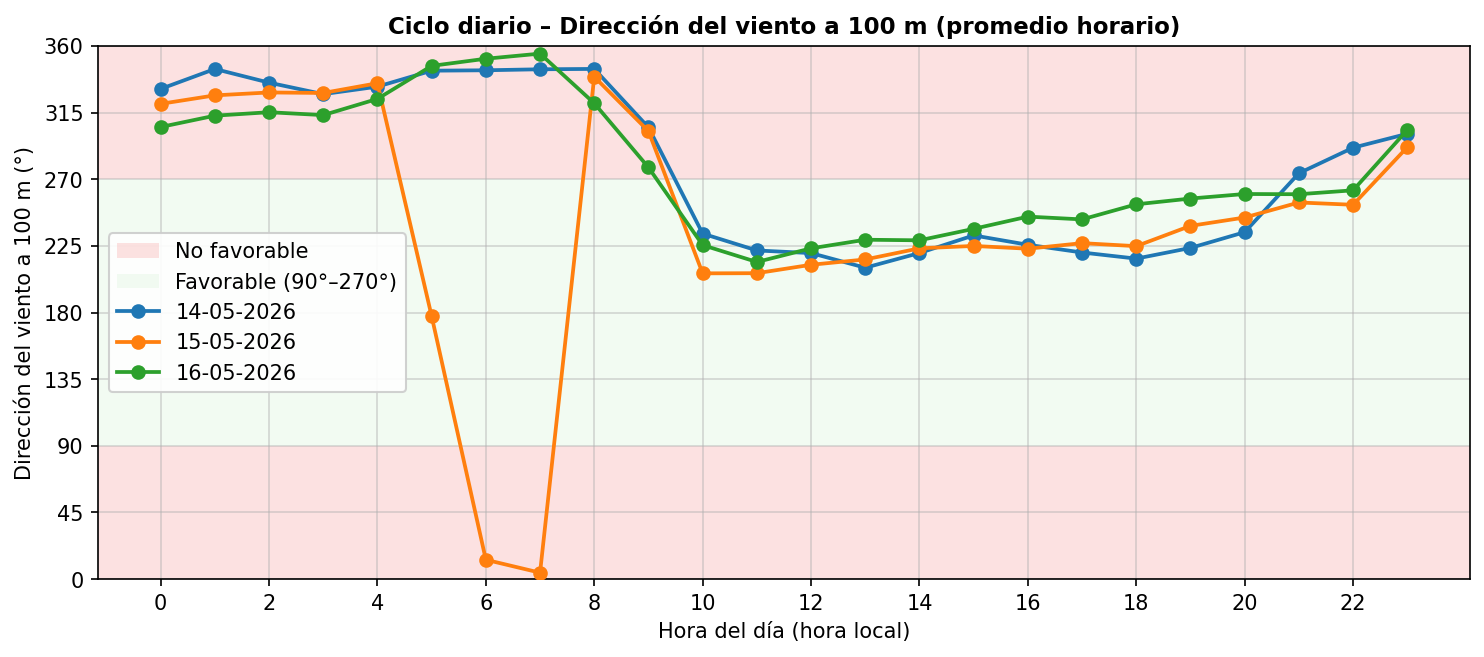 Ciclo diario – Dirección del viento a 100 m (promedio horario)
Dirección del viento a 100 m (°)
360
315
270
225
180
135
90
45
0
No favorable
Favorable (90°–270°)
14-05-2026
15-05-2026
16-05-2026
0 2 4 6 8 10 12 14 16 18 20 22
Hora del día (hora local)